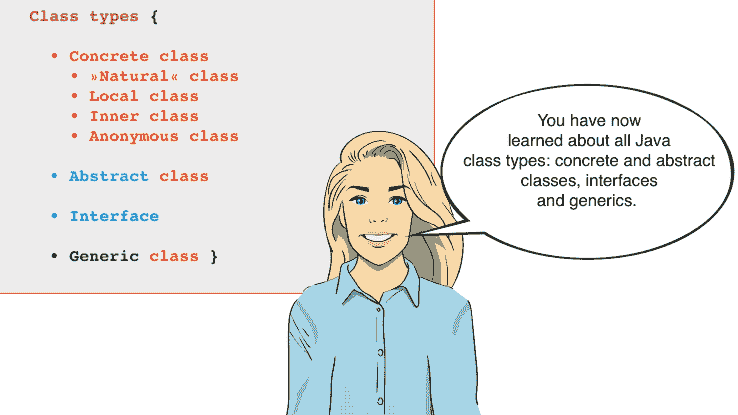 Class types {
• Concrete class
• »Natural« class
• Local class
• Inner class
• Anonymous class
• Abstract class
• Interface
• Generic class }
You have now
learned about all Java
class types: concrete and abstract
classes, interfaces
and generics.